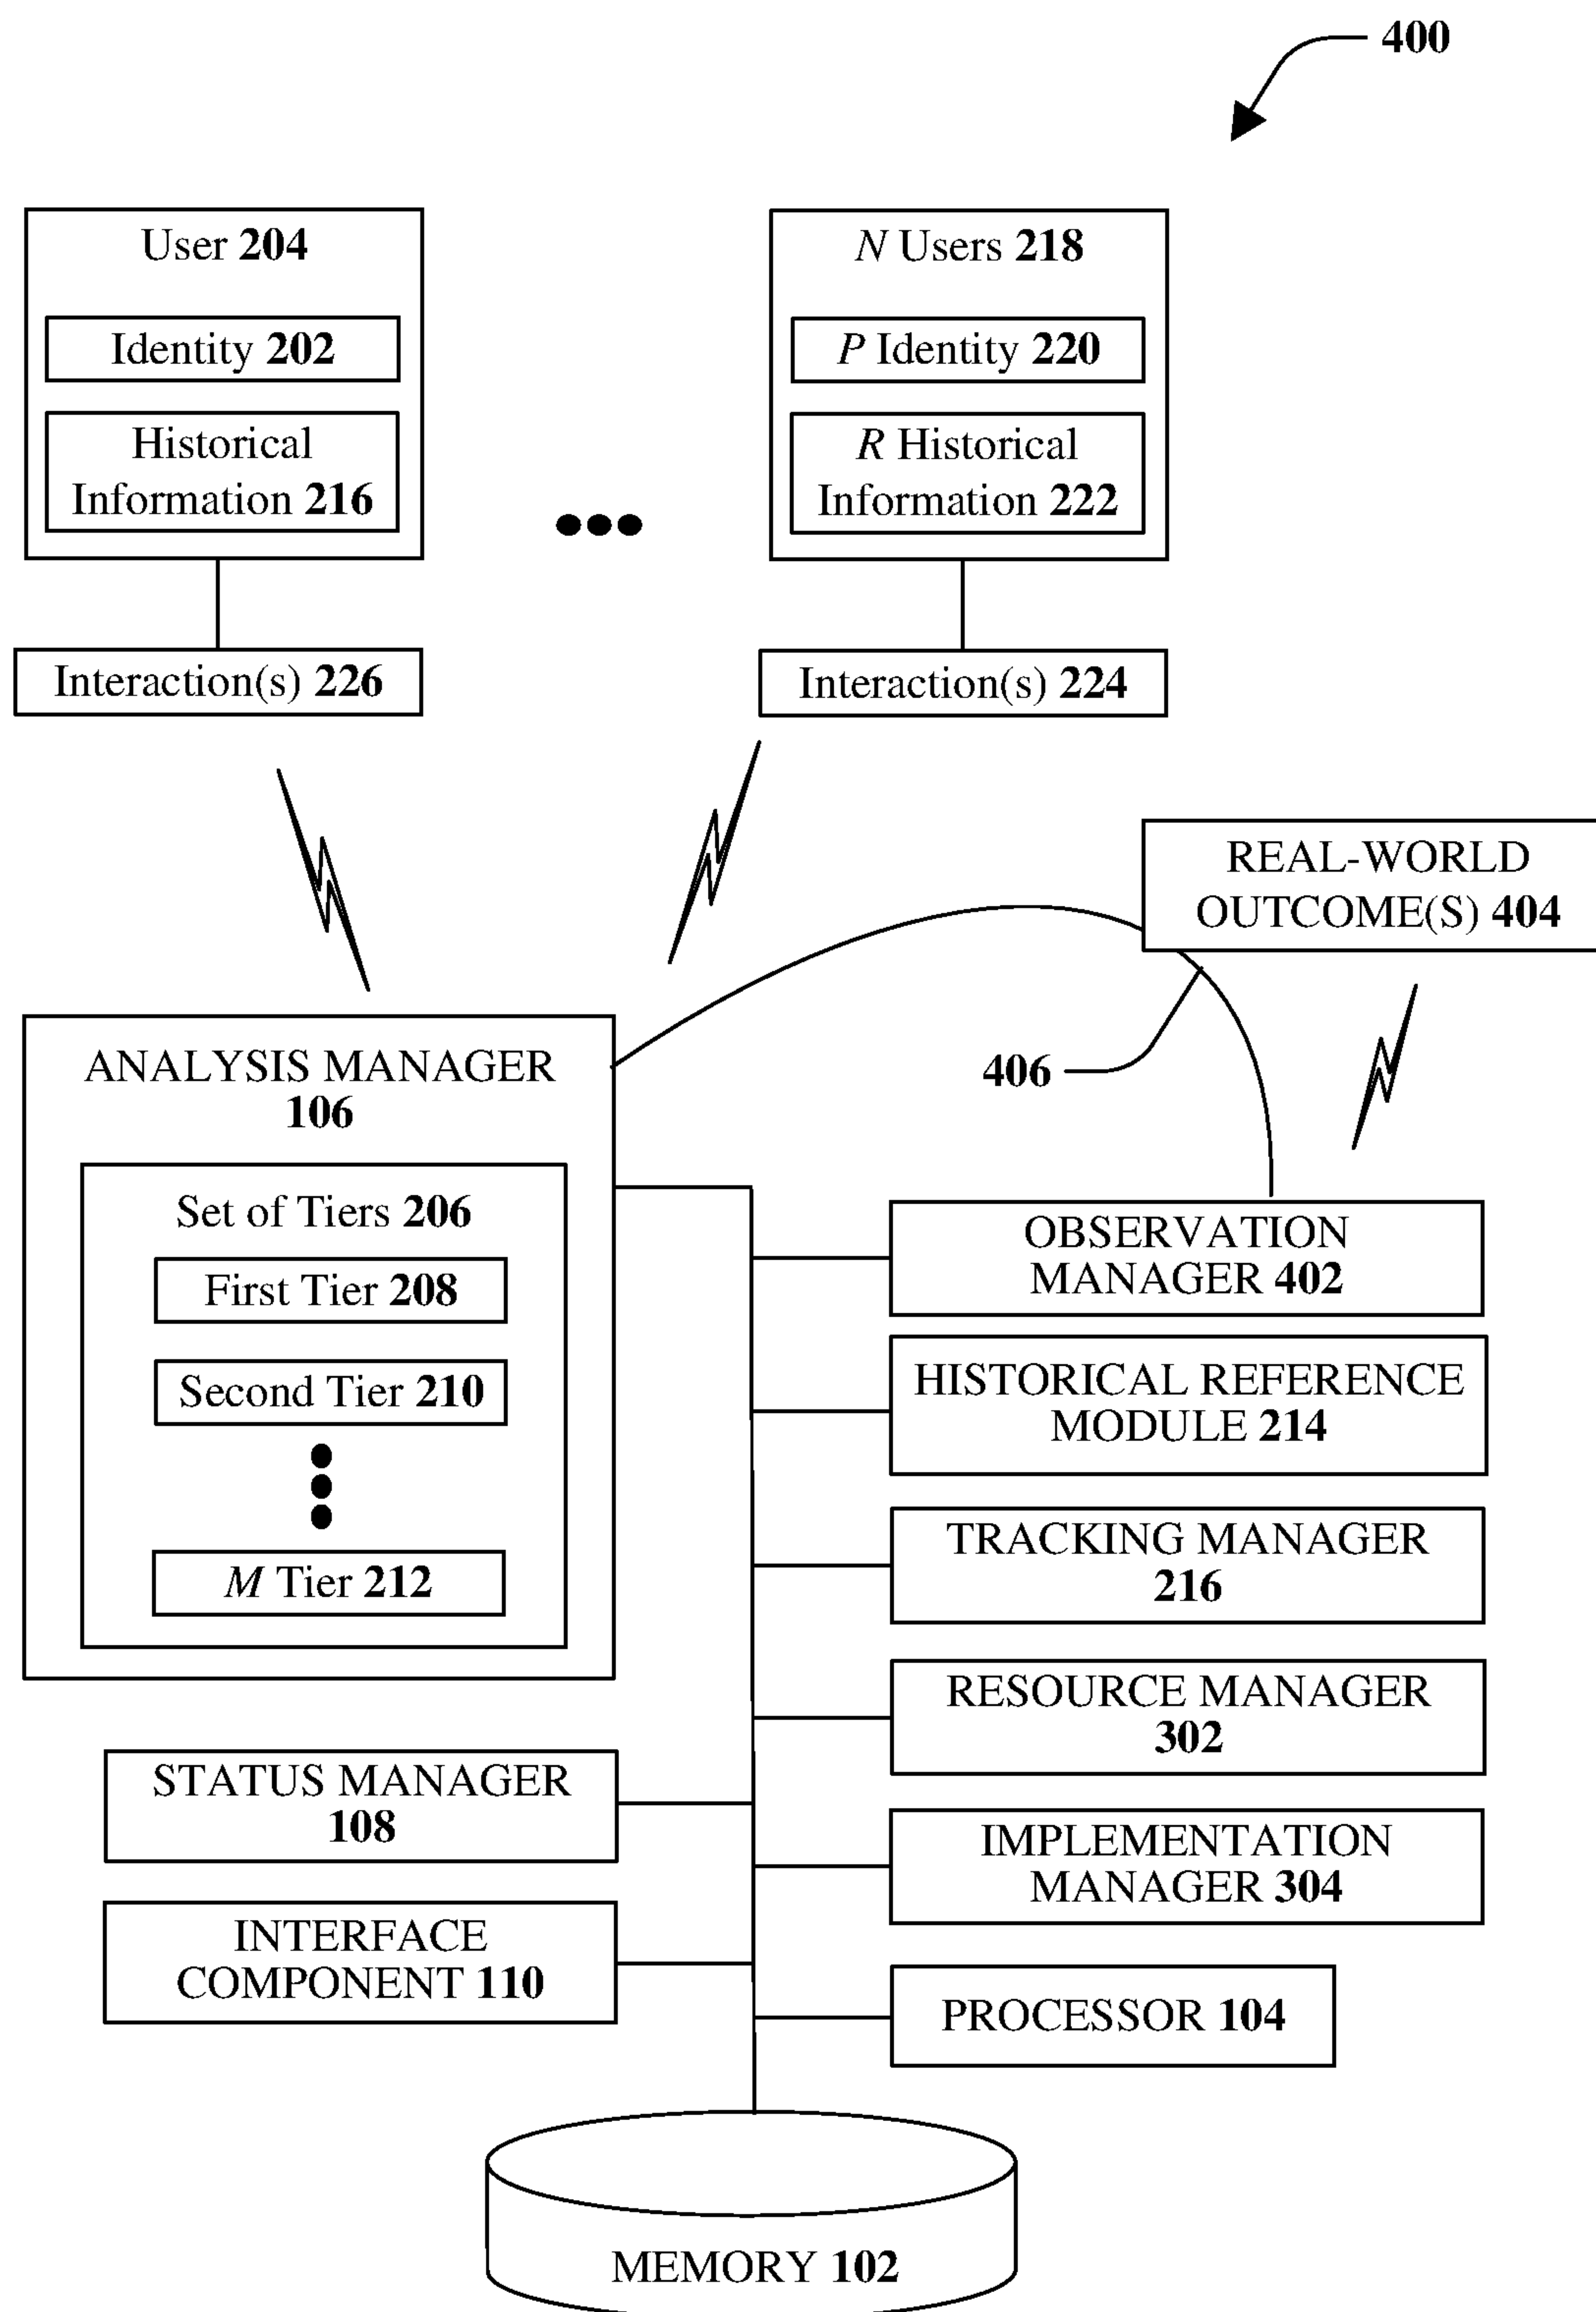 400
User 204
Identity 202
Historical
Information 216
N Users 218
P Identity 220
R Historical
Information 222
Interaction(s) 226
Interaction(s) 224
REAL-WORLD
OUTCOME(S) 404
406
ANALYSIS MANAGER
106
Set of Tiers 206
First Tier 208
Second Tier 210
M Tier 212
OBSERVATION
MANAGER 402
HISTORICAL REFERENCE
MODULE 214
TRACKING MANAGER
216
RESOURCE MANAGER
302
STATUS MANAGER
108
IMPLEMENTATION
MANAGER 304
INTERFACE
COMPONENT 110
PROCESSOR 104
MEMORY 102